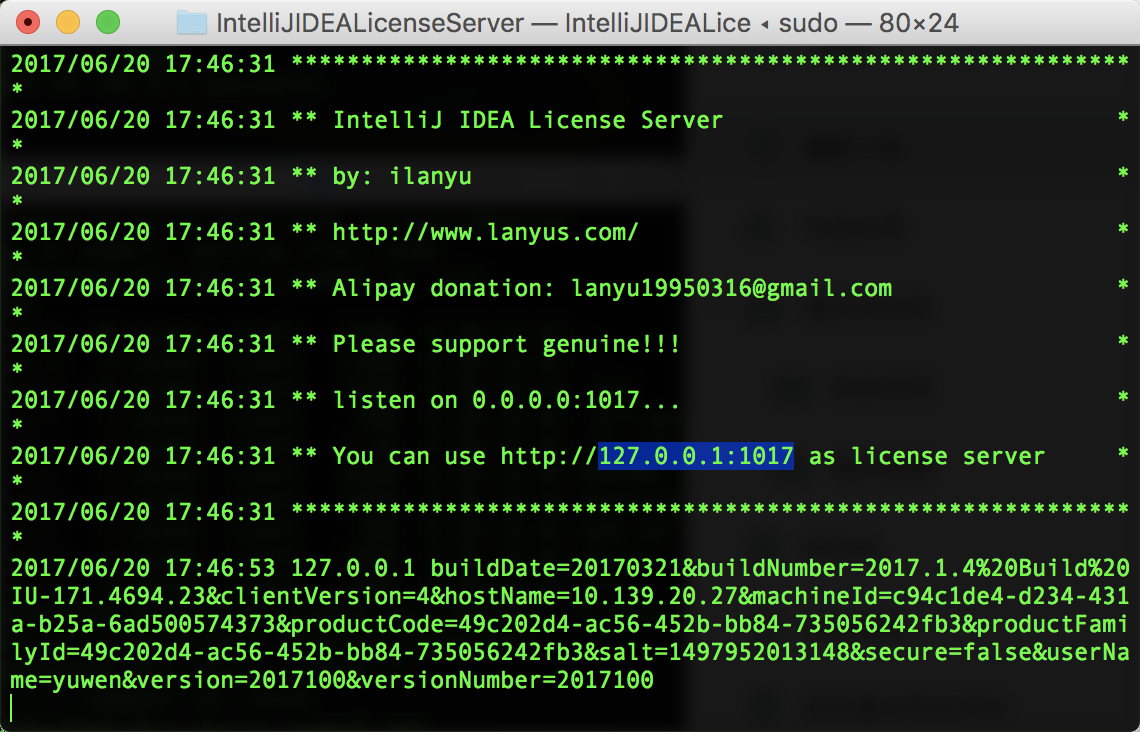 IntelliJIDEALicenseServer — IntelliJIDEALice ◂ sudo — 80×24
2017/06/20 17:46:31 ************************************************************
*
2017/06/20 17:46:31 ** IntelliJ IDEA License Server *
*
2017/06/20 17:46:31 ** by: ilanyu *
*
2017/06/20 17:46:31 ** http://www.lanyus.com/ *
*
2017/06/20 17:46:31 ** Alipay donation: lanyu19950316@gmail.com *
*
2017/06/20 17:46:31 ** Please support genuine!!! *
*
2017/06/20 17:46:31 ** listen on 0.0.0.0:1017... *
*
2017/06/20 17:46:31 ** You can use http://127.0.0.1:1017 as license server *
*
2017/06/20 17:46:31 ************************************************************
*
2017/06/20 17:46:53 127.0.0.1 buildDate=20170321&buildNumber=2017.1.4%20Build%20
IU-171.4694.23&clientVersion=4&hostName=10.139.20.27&machineId=c94c1de4-d234-431
a-b25a-6ad500574373&productCode=49c202d4-ac56-452b-bb84-735056242fb3&productFami
lyId=49c202d4-ac56-452b-bb84-735056242fb3&salt=1497952013148&secure=false&userNa
me=yuwen&version=2017100&versionNumber=2017100